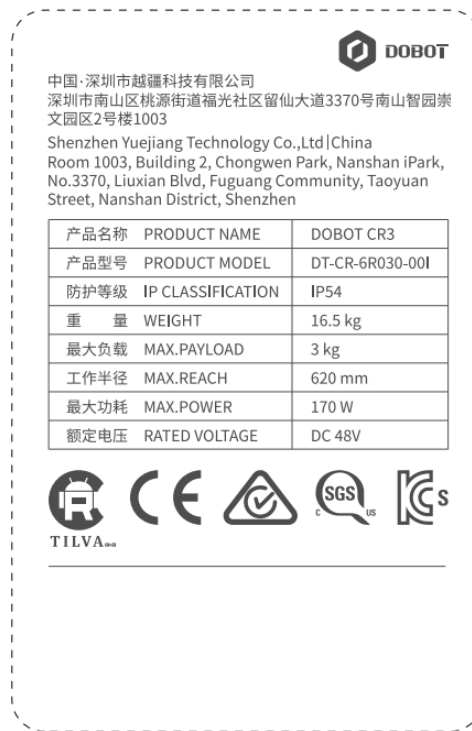 DOBOT
中国·深圳市越疆科技有限公司
深圳市南山区桃源街道福光社区留仙大道3370号南山智园崇
文园区2号楼1003
Shenzhen Yuejiang Technology Co.,Ltd|China
Room 1003, Building 2, Chongwen Park, Nanshan iPark,
No.3370, Liuxian Blvd, Fuguang Community, Taoyuan
Street, Nanshan District, Shenzhen
产品名称 PRODUCT NAME DOBOT CR3
产品型号 PRODUCT MODEL DT-CR-6R030-00I
防护等级 IP CLASSIFICATION IP54
重 量 WEIGHT 16.5 kg
最大负载 MAX.PAYLOAD 3 kg
工作半径 MAX.REACH 620 mm
最大功耗 MAX.POWER 170 W
额定电压 RATED VOLTAGE DC 48V
CR CE SGS C US KC S
TILVA